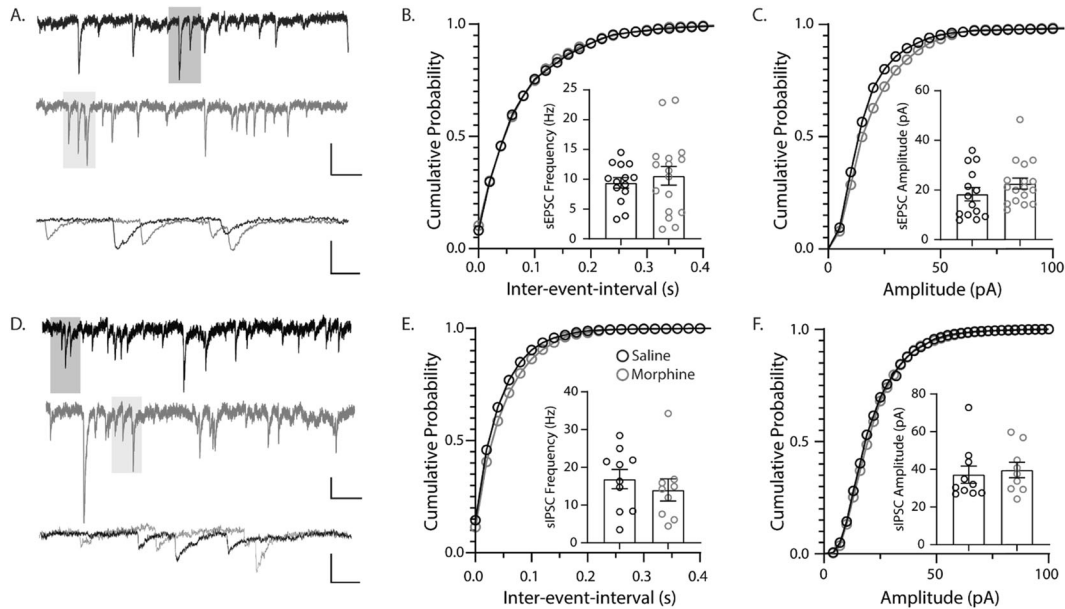 A.
B.
Cumulative Probability
1.0
0.5
0.0
sEPSC Frequency (Hz)
25
20
15
10
5
0
0.0 0.1 0.2 0.3 0.4
Inter-event-interval (s)
C.
Cumulative Probability
1.0
0.5
0.0
sEPSC Amplitude (pA)
60
40
20
0
0 50 100
Amplitude (pA)
D.
E.
Cumulative Probability
1.0
0.5
0.0
Saline
Morphine
sIPSC Frequency (Hz)
40
30
20
10
0
0.0 0.1 0.2 0.3 0.4
Inter-event-interval (s)
F.
Cumulative Probability
1.0
0.5
0.0
sIPSC Amplitude (pA)
80
60
40
20
0
0 50 100
Amplitude (pA)